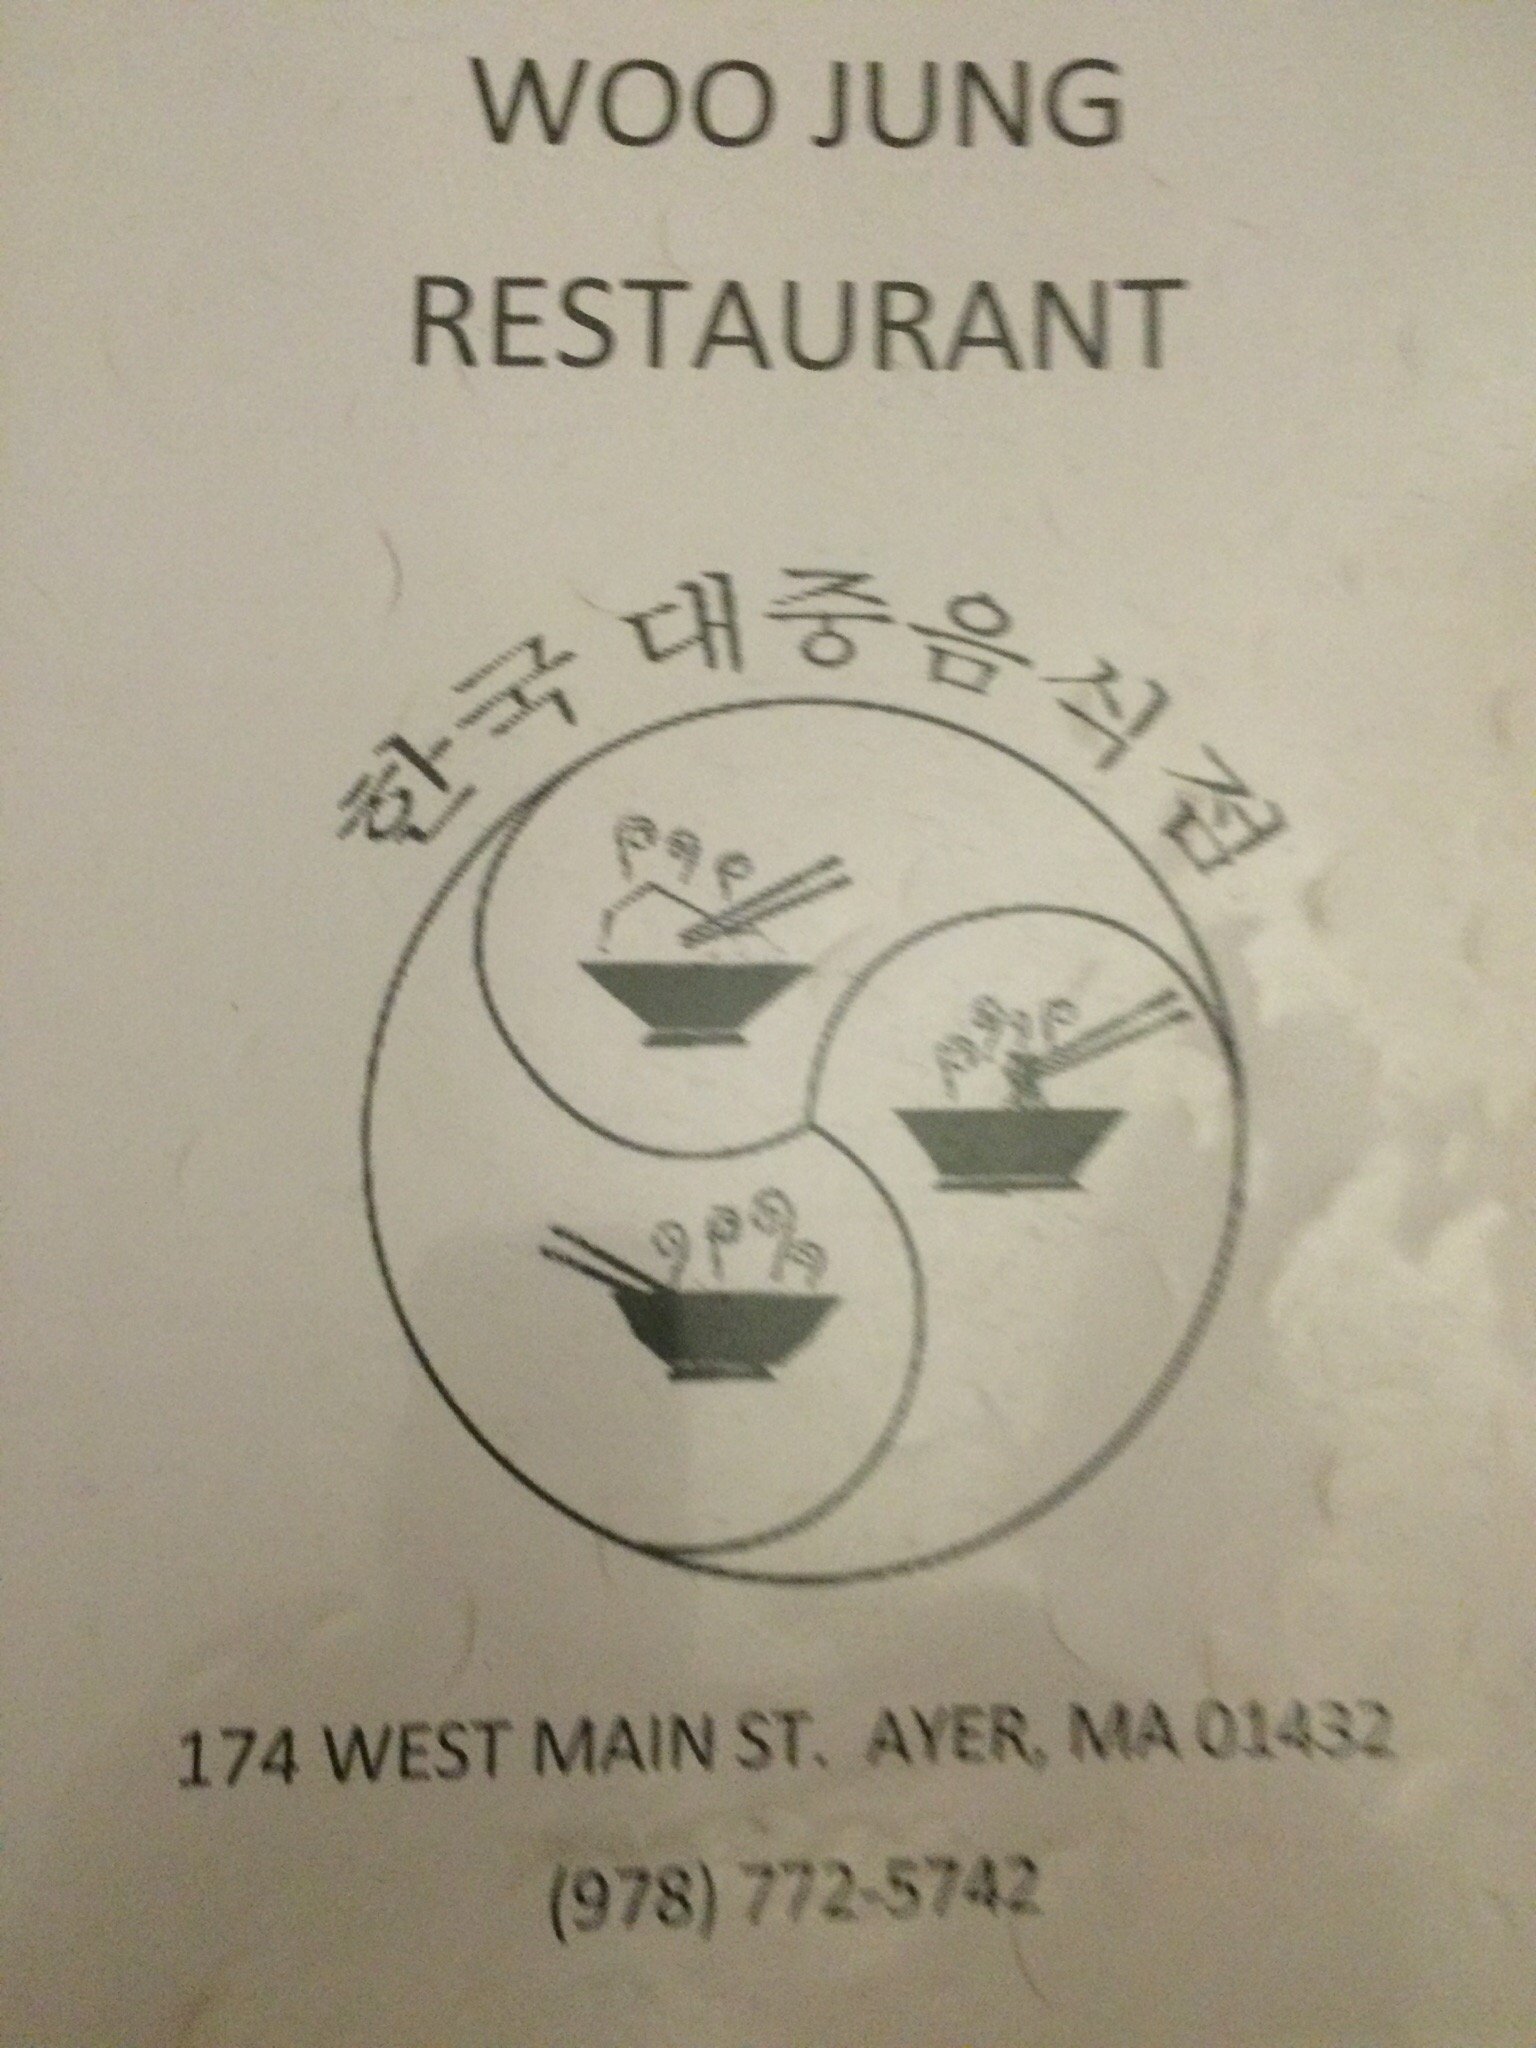 WOO JUNG
RESTAURANT
한국 대중음식점
174 WEST MAIN ST. AYER, MA 01432
(978) 772-5742